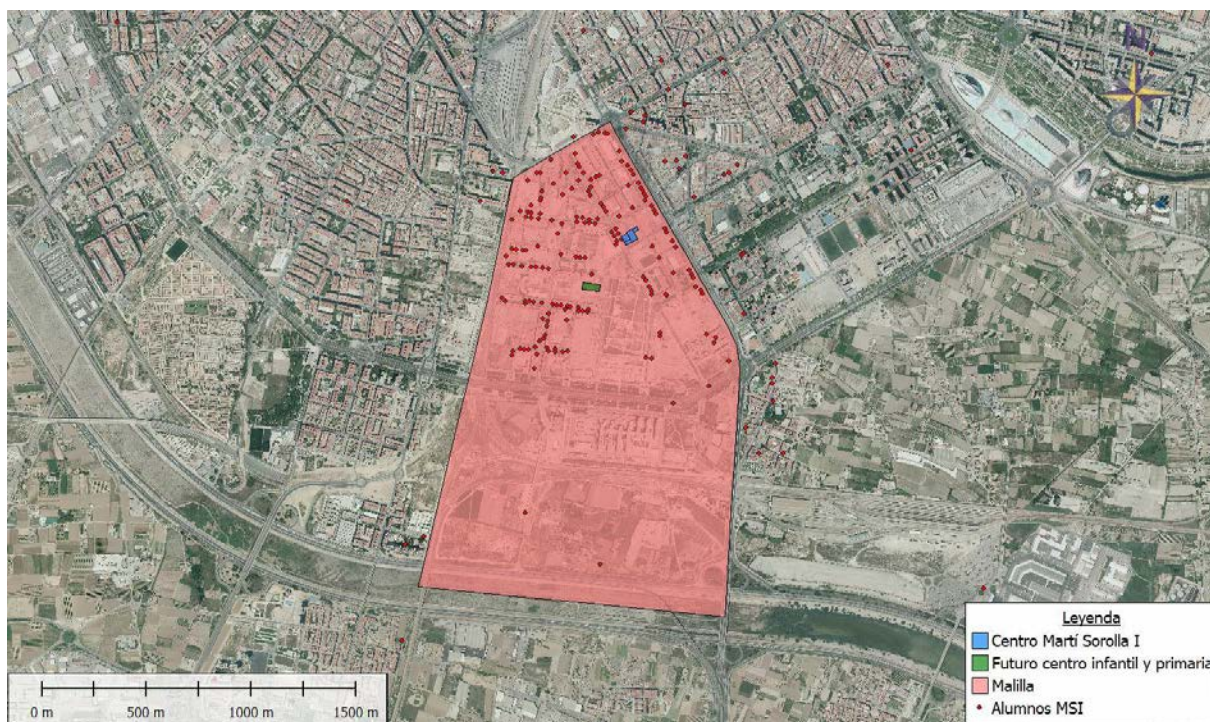 N
Leyenda
Centro Martí Sorolla I
Futuro centro infantil y primaria
Malilla
Alumnos MSI
0 m 500 m 1000 m 1500 m